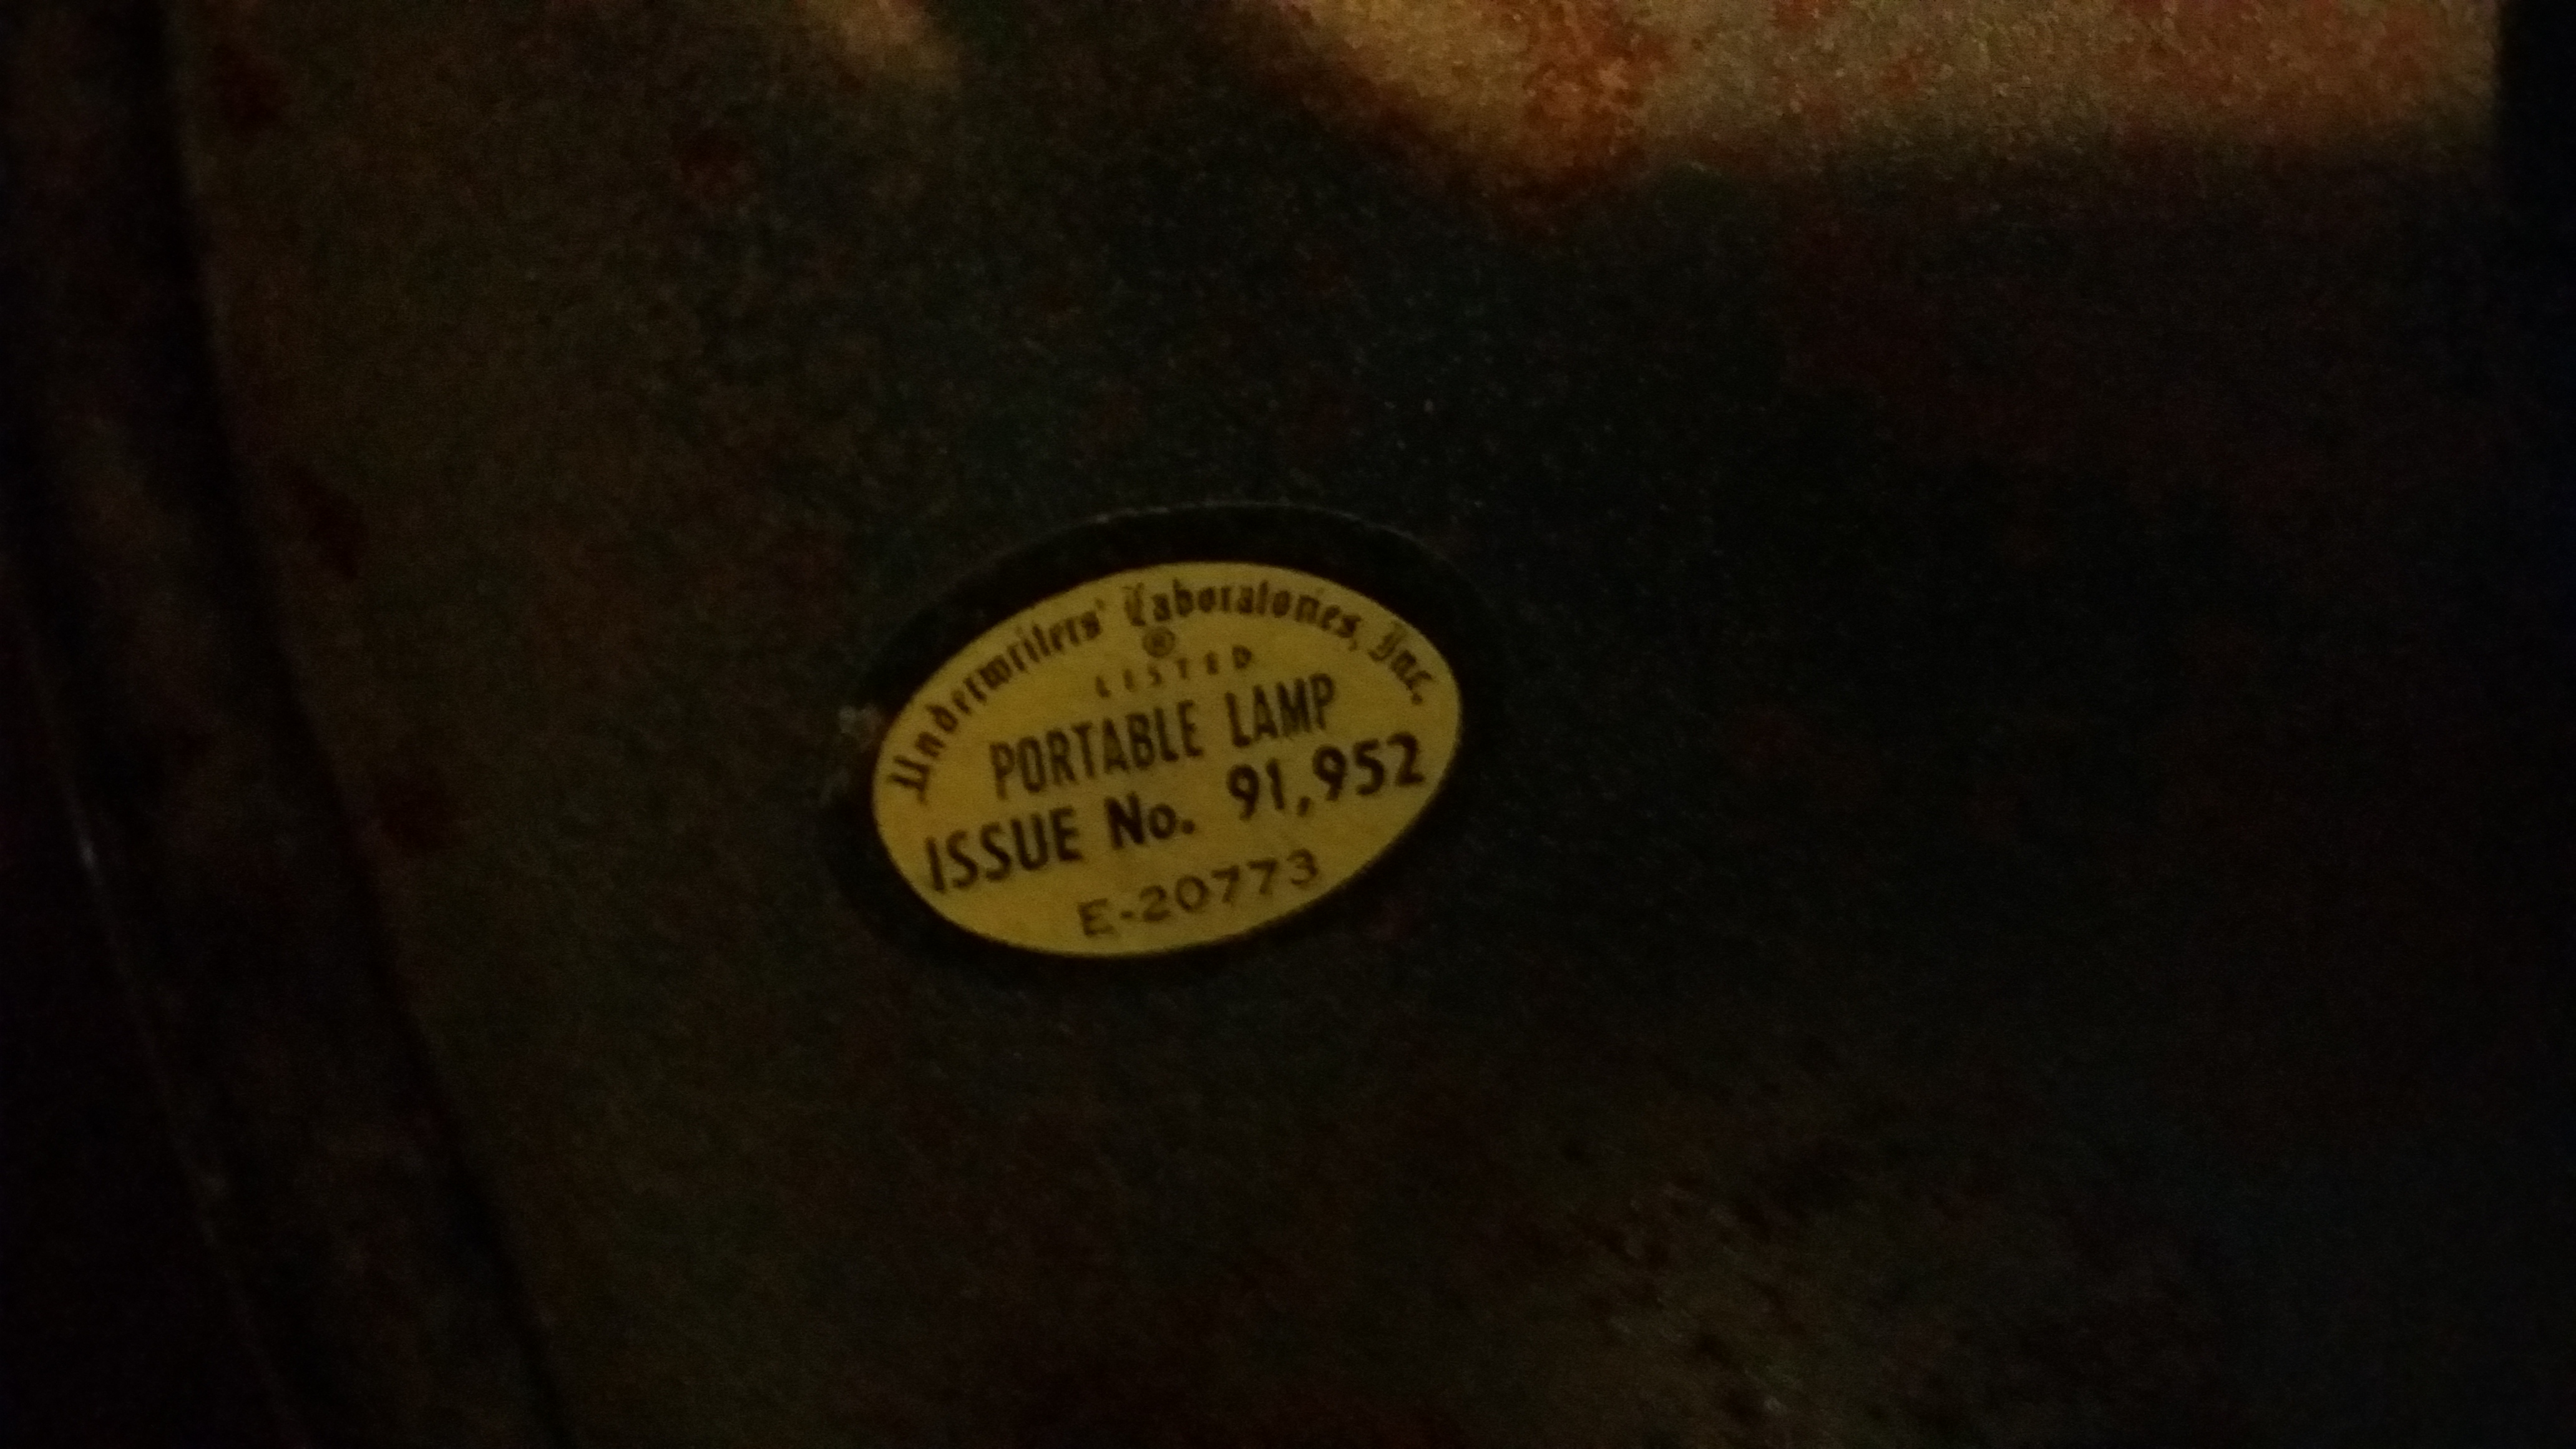 Underwriters' Laboratories, Inc.
®
LISTED
PORTABLE LAMP
ISSUE No. 91,952
E-20773